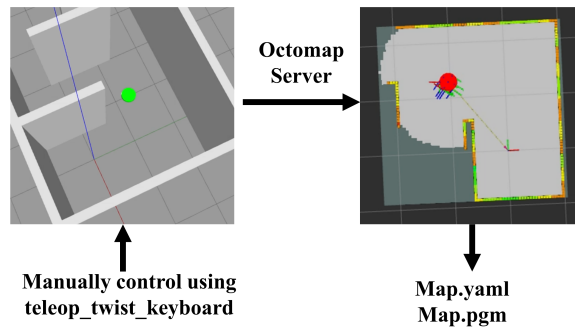 Octomap
Server
Manually control using
teleop_twist_keyboard
Map.yaml
Map.pgm